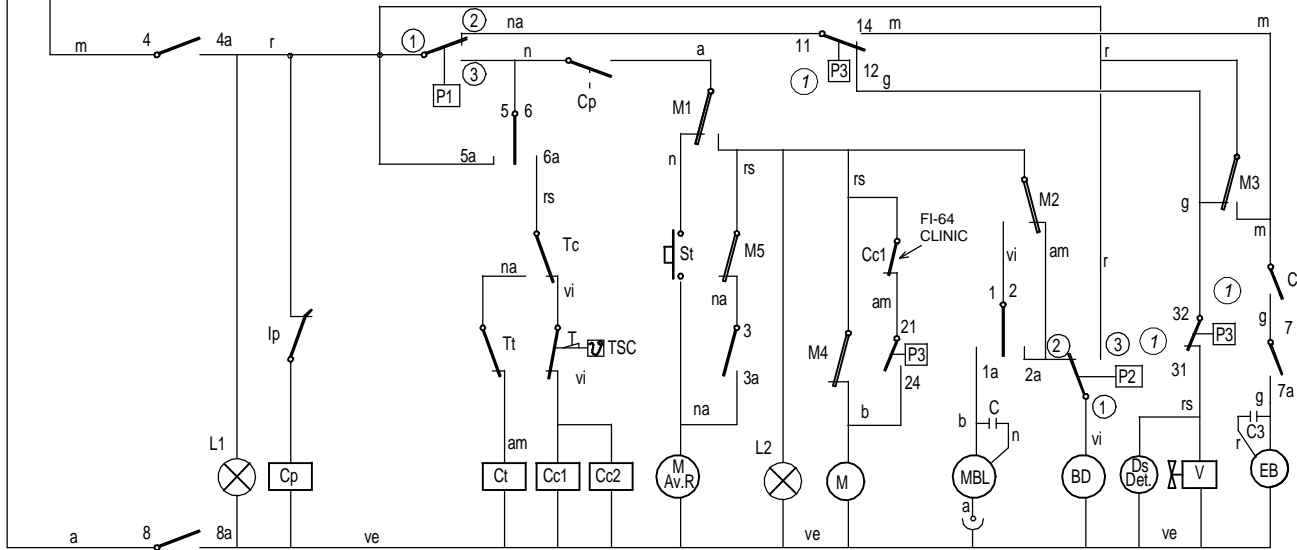 2 na 14 m m
m 4 4a r 1 11
3 n a 12 r
P1 P3 1 g
Cp
5 6 M1
5a 6a n rs rs
rs M2 g M3
FI-64
CLINIC
m
Tc St M5 Cc1 vi am r
na vi na am 1 2 1 C
Ip 21 32 g 7
Tt T TSC 3 M4 P3 2 3 1 P3
vi 3a 24 1a 2a P2 31 7a
1
na b b C n vi rs g
C3
r
L1 am L2
Cp Ct Cc1 Cc2 M
Av.R M MBL BD Ds
Det. V EB
a
a 8 8a ve ve ve